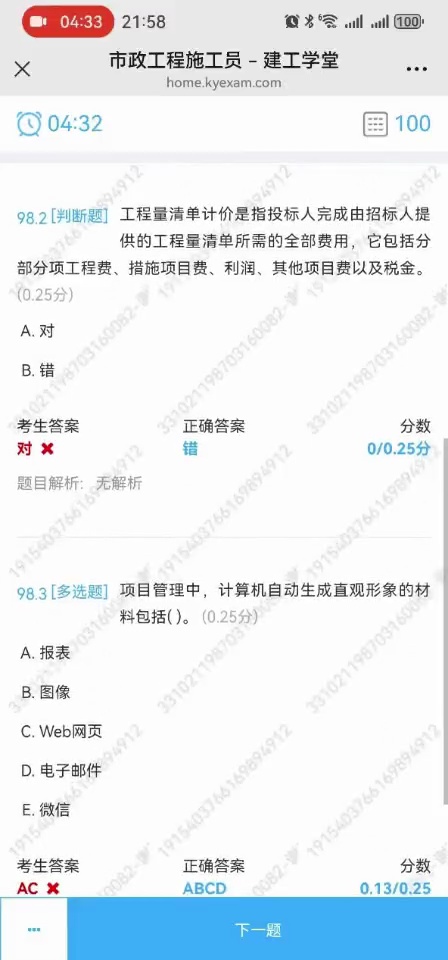 04:33 21:58 100
市政工程施工员 - 建工学堂
home.kyexam.com
04:32 100
98.2 [判断题] 工程量清单计价是指投标人完成由招标人提
供的工程量清单所需的全部费用，它包括分
部分项工程费、措施项目费、利润、其他项目费以及税金。
(0.25分)
A. 对
B. 错
考生答案 正确答案 分数
对 错 0/0.25分
题目解析: 无解析
98.3 [多选题] 项目管理中，计算机自动生成直观形象的材
料包括( )。 (0.25分)
A. 报表
B. 图像
C. Web网页
D. 电子邮件
E. 微信
考生答案 正确答案 分数
AC ABCD 0.13/0.25
下一题